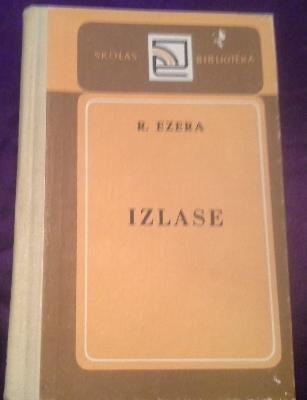 SKOLAS BIBLIOTĒKA
R. EZERA
IZLASE